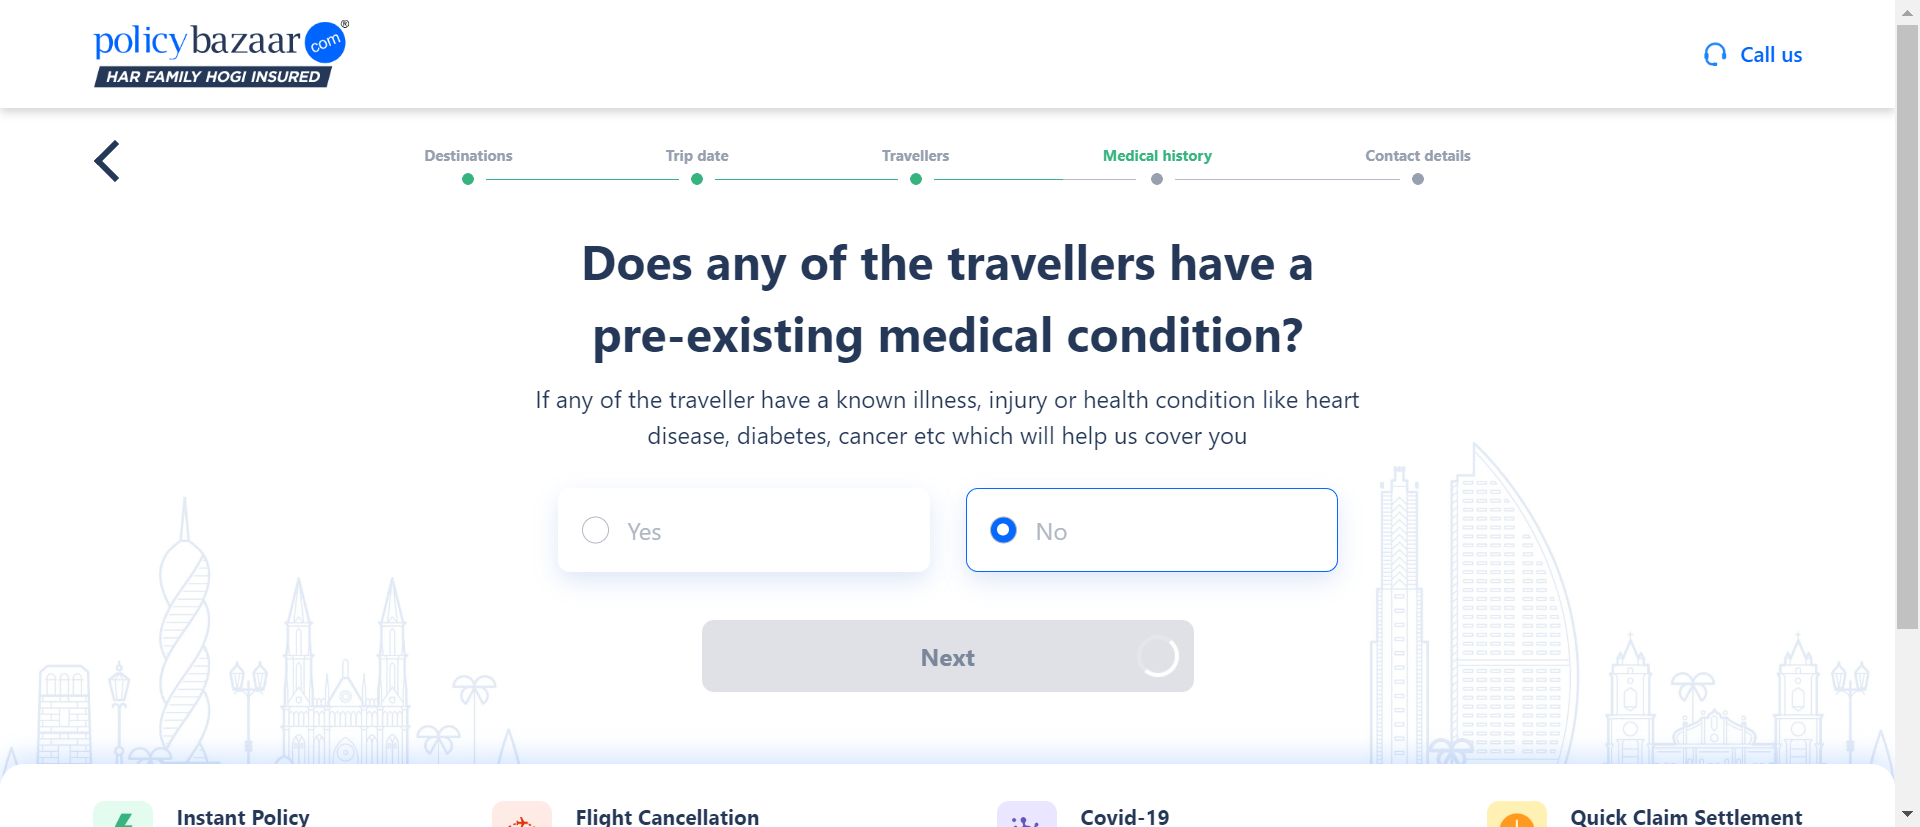 policybazaar com ®
HAR FAMILY HOGI INSURED
Call us
Destinations
Trip date
Travellers
Medical history
Contact details
Does any of the travellers have a
pre-existing medical condition?
If any of the traveller have a known illness, injury or health condition like heart
disease, diabetes, cancer etc which will help us cover you
Yes
No
Next
Instant Policy
Flight Cancellation
Covid-19
Quick Claim Settlement